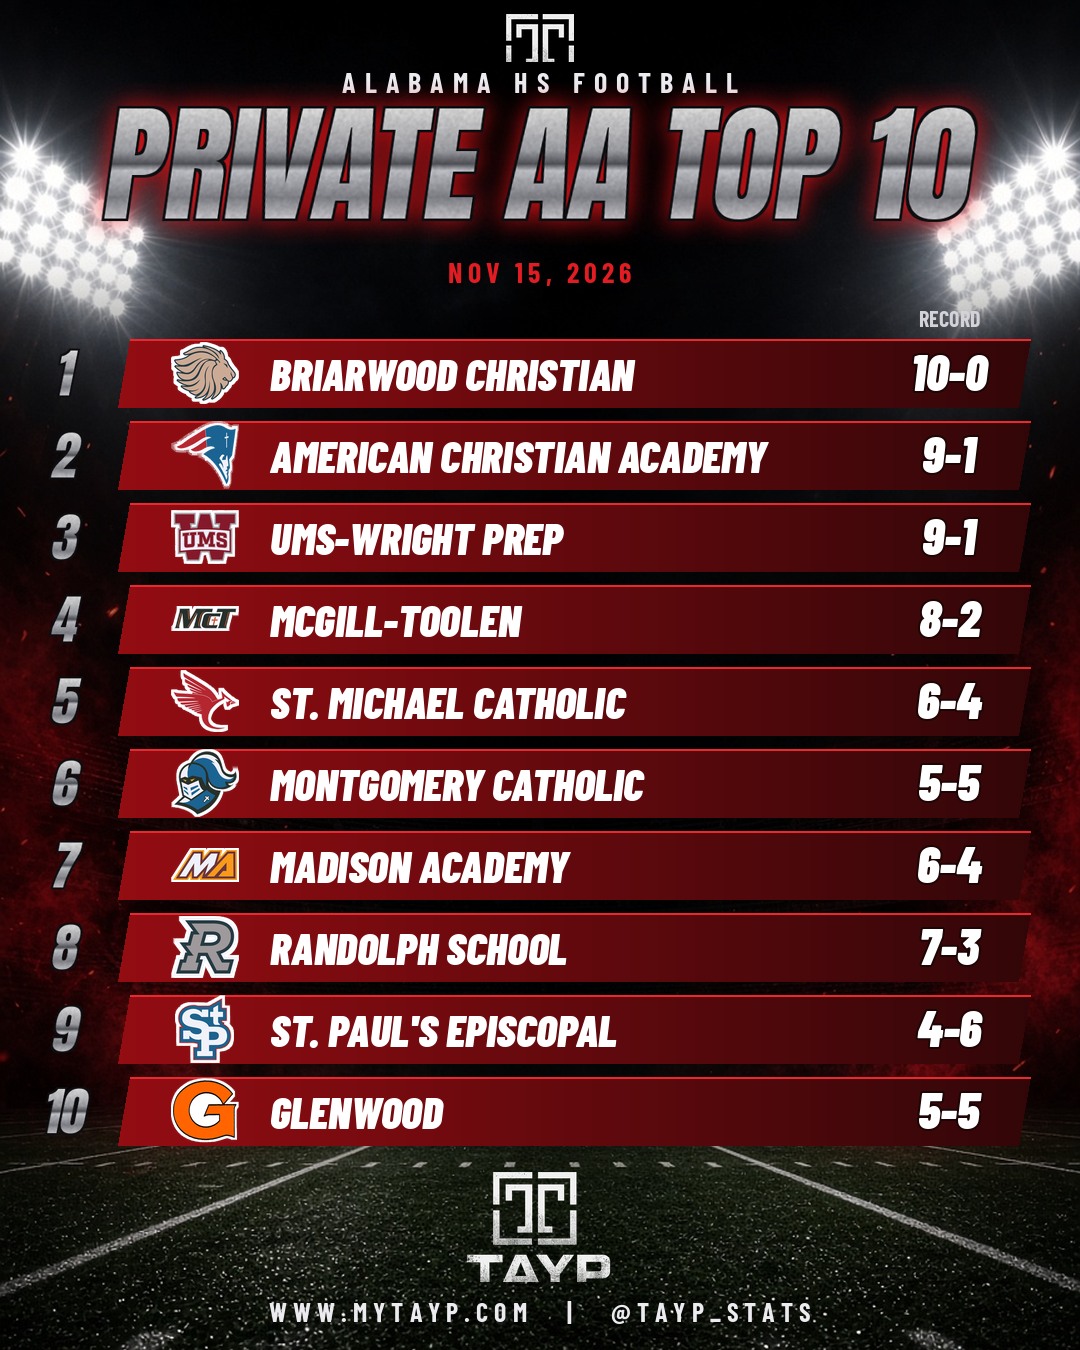 ALABAMA HS FOOTBALL
PRIVATE AA TOP 10
NOV 15, 2026
RECORD
1 BRIARWOOD CHRISTIAN 10-0
2 AMERICAN CHRISTIAN ACADEMY 9-1
3 UMS UMS-WRIGHT PREP 9-1
4 McT MCGILL-TOOLEN 8-2
5 ST. MICHAEL CATHOLIC 6-4
6 MONTGOMERY CATHOLIC 5-5
7 MA MADISON ACADEMY 6-4
8 R RANDOLPH SCHOOL 7-3
9 StP ST. PAUL'S EPISCOPAL 4-6
10 G GLENWOOD 5-5
TAYP
WWW.MYTAYP.COM | @TAYP_STATS